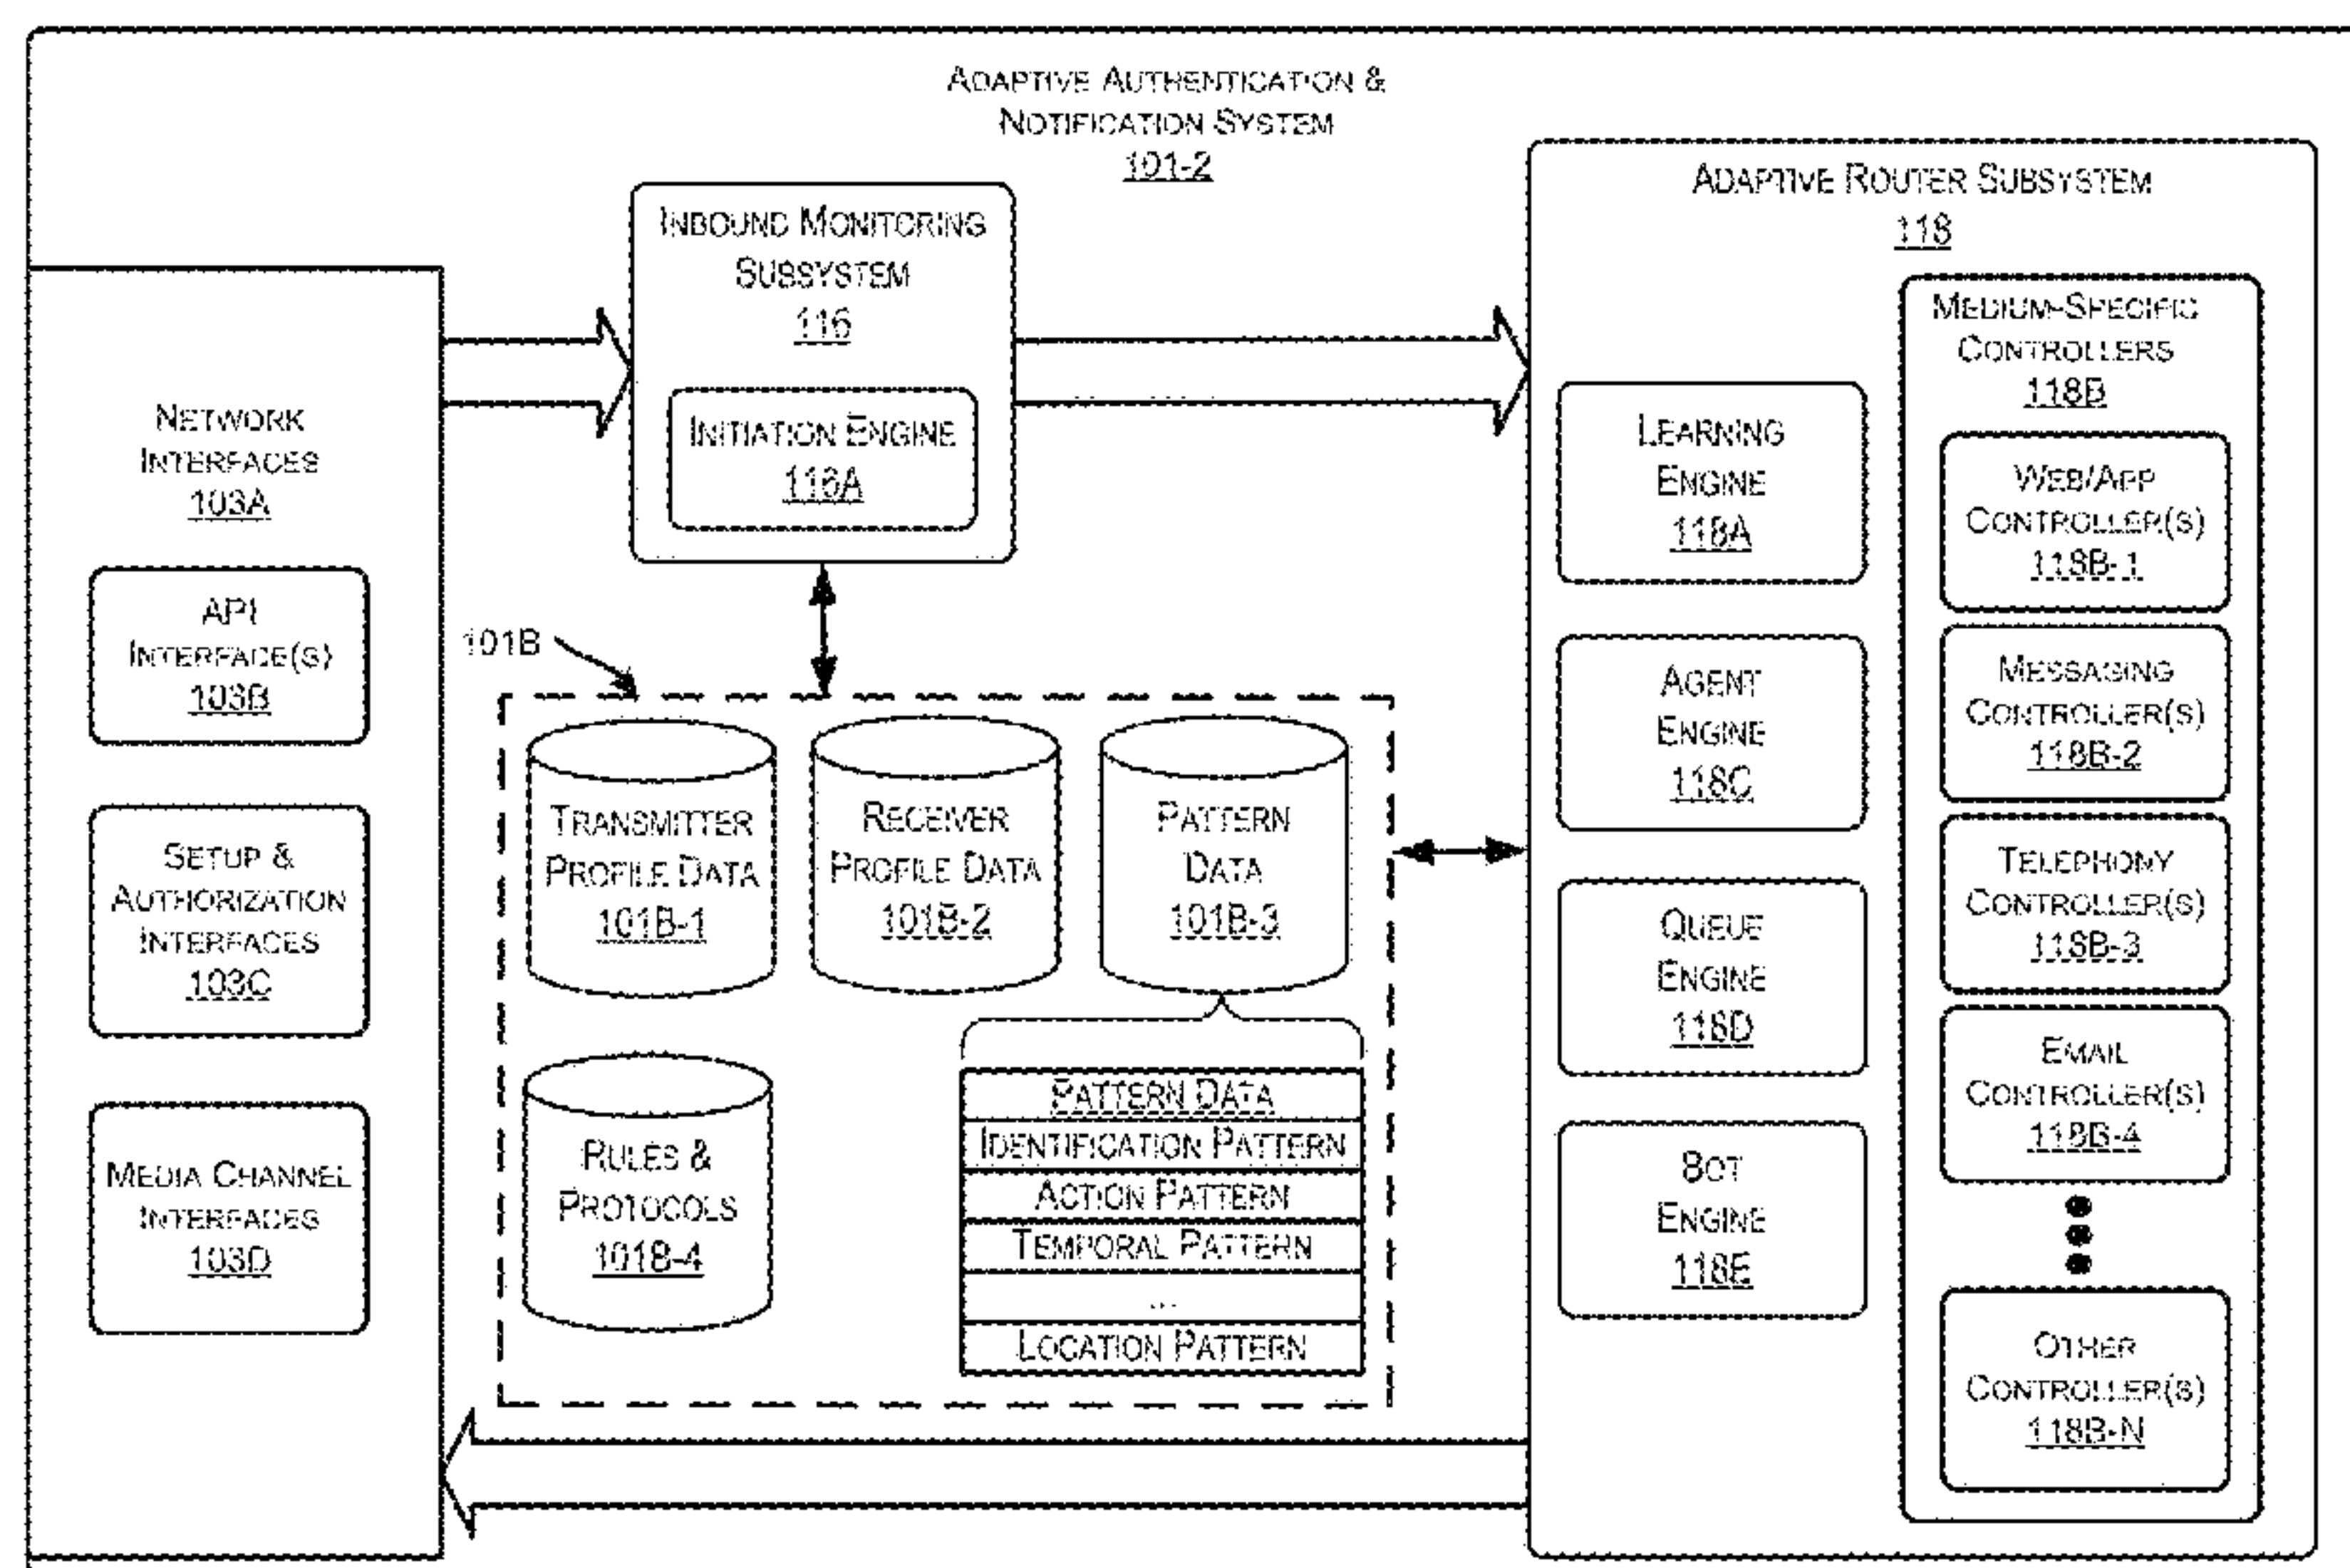 ADAPTIVE AUTHENTICATION &
NOTIFICATION SYSTEM
101-2
NETWORK
INTERFACES
103A
API
INTERFACE(S)
103B
SETUP &
AUTHORIZATION
INTERFACES
103C
MEDIA CHANNEL
INTERFACES
103D
INBOUND MONITORING
SUBSYSTEM
116
INITIATION ENGINE
116A
101B
TRANSMITTER
PROFILE DATA
101B-1
RECEIVER
PROFILE DATA
101B-2
PATTERN
DATA
101B-3
RULES &
PROTOCOLS
101B-4
PATTERN DATA
IDENTIFICATION PATTERN
ACTION PATTERN
TEMPORAL PATTERN
...
LOCATION PATTERN
ADAPTIVE ROUTER SUBSYSTEM
118
LEARNING
ENGINE
118A
AGENT
ENGINE
118C
QUEUE
ENGINE
118D
BOT
ENGINE
118E
MEDIUM-SPECIFIC
CONTROLLERS
118B
WEB/APP
CONTROLLER(S)
118B-1
MESSAGING
CONTROLLER(S)
118B-2
TELEPHONY
CONTROLLER(S)
118B-3
EMAIL
CONTROLLER(S)
118B-4
OTHER
CONTROLLER(S)
118B-N